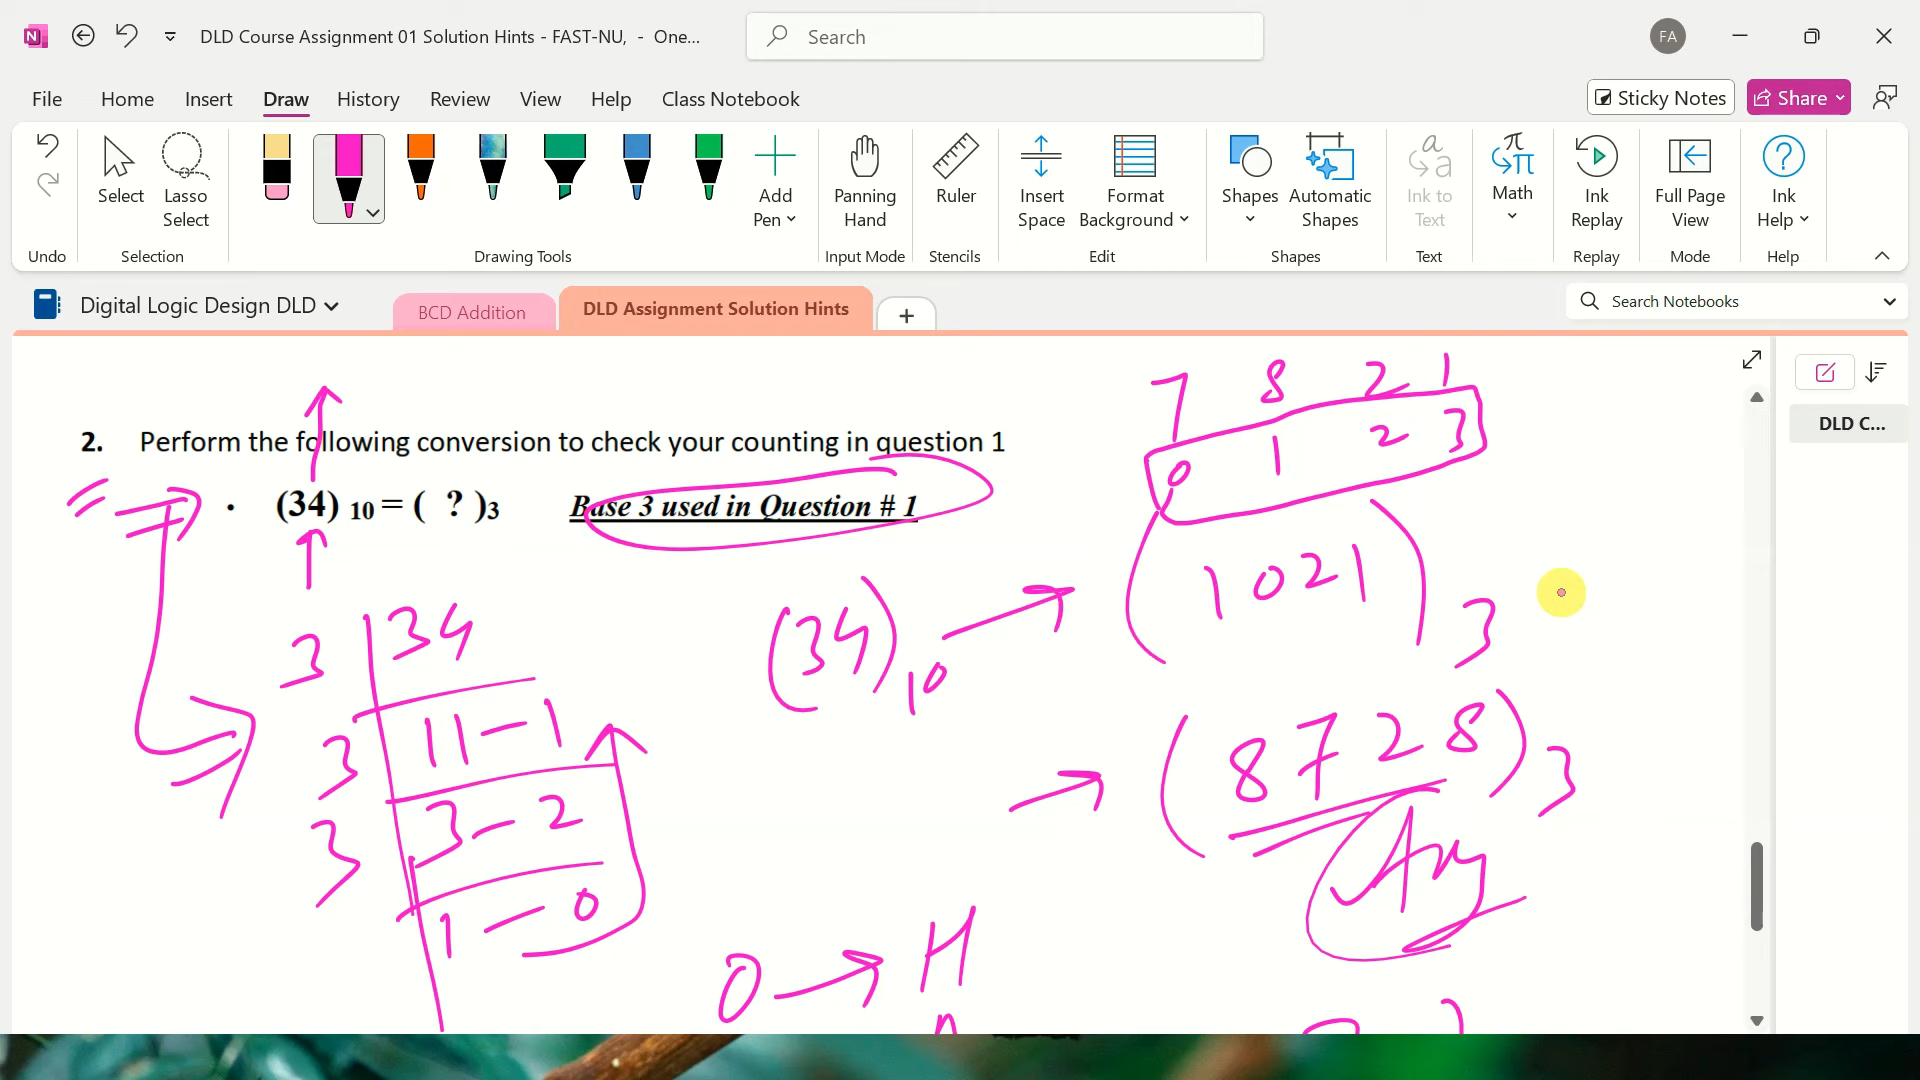 DLD Course Assignment 01 Solution Hints - FAST-NU, - One...
Search
FA
File Home Insert Draw History Review View Help Class Notebook
Sticky Notes Share
Select
Lasso Select
Add Pen
Panning Hand
Ruler
Insert Space
Format Background
Shapes
Automatic Shapes
Ink to Text
Math
Ink Replay
Full Page View
Ink Help
Undo Selection Drawing Tools Input Mode Stencils Edit Shapes Text Replay Mode Help
Digital Logic Design DLD
BCD Addition
DLD Assignment Solution Hints
+
Search Notebooks
DLD C...
7 8 2 1
0 1 2 3
2. Perform the following conversion to check your counting in question 1
. (34) 10 = ( ? )3 Base 3 used in Question # 1
(34)10 → (1021)3
3 | 34
3 | 11 - 1
3 | 3 - 2
1 - 0
→ (8728)3
0 → H